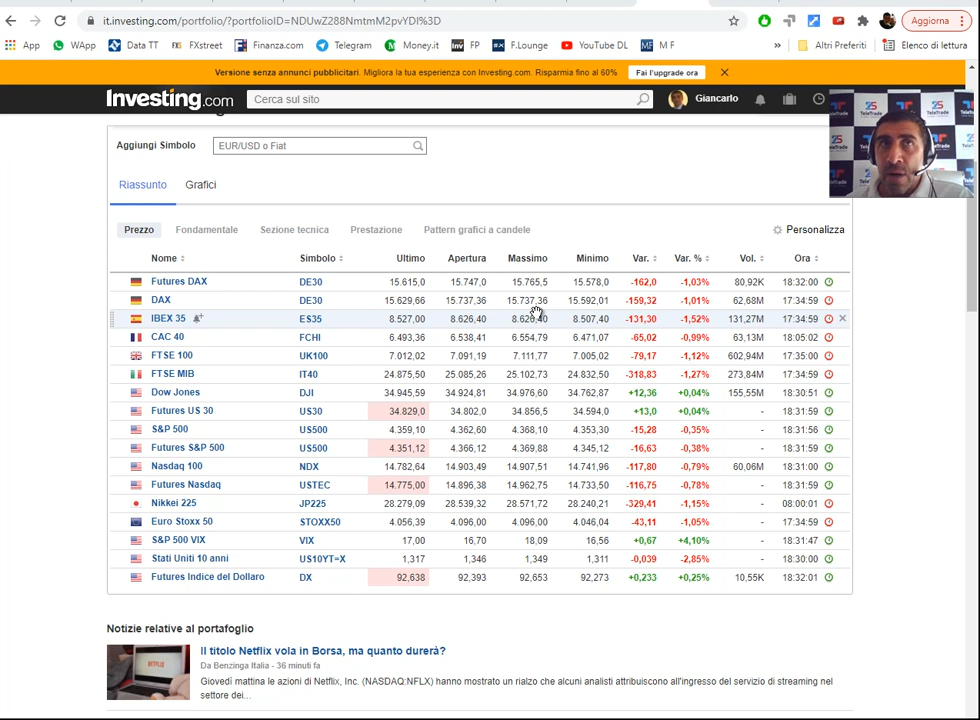 it.investing.com/portfolio/?portfolioID=NDUwZ288NmtmM2pvYDI%3D
Aggiorna
App WApp Data TT FXstreet Finanza.com Telegram Money.it FP F.Lounge YouTube DL M F » Altri Preferiti Elenco di lettura
Versione senza annunci pubblicitari. Migliora la tua esperienza con Investing.com. Risparmia fino al 60% Fai l'upgrade ora
Investing.com Cerca sul sito Giancarlo
TeleTrade
Aggiungi Simbolo EUR/USD o Fiat
Riassunto Grafici
Prezzo Fondamentale Sezione tecnica Prestazione Pattern grafici a candele Personalizza
Nome Simbolo Ultimo Apertura Massimo Minimo Var. Var. % Vol. Ora
Futures DAX DE30 15.615,0 15.747,0 15.765,5 15.578,0 -162,0 -1,03% 80,92K 18:32:00
DAX DE30 15.629,66 15.737,36 15.737,36 15.592,01 -159,32 -1,01% 62,68M 17:34:59
IBEX 35 ES35 8.527,00 8.626,40 8.626,40 8.507,40 -131,30 -1,52% 131,27M 17:34:59
CAC 40 FCHI 6.493,36 6.538,41 6.554,79 6.471,12 -65,02 -0,99% 63,13M 18:05:02
FTSE 100 UK100 7.012,02 7.091,19 7.111,77 7.005,02 -79,17 -1,12% 602,94M 17:35:00
FTSE MIB IT40 24.875,50 25.085,26 25.102,73 24.832,50 -318,83 -1,27% 273,84M 17:34:59
Dow Jones DJI 34.945,59 34.924,81 34.976,60 34.762,87 +12,36 +0,04% 155,55M 18:30:51
Futures US 30 US30 34.829,0 34.802,0 34.856,5 34.594,0 +13,0 +0,04% - 18:31:59
S&P 500 US500 4.359,10 4.362,60 4.368,10 4.353,30 -15,28 -0,35% - 18:31:56
Futures S&P 500 US500 4.351,12 4.366,12 4.369,88 4.345,12 -16,63 -0,38% - 18:31:59
Nasdaq 100 NDX 14.782,64 14.903,49 14.907,51 14.741,96 -117,80 -0,79% 60,06M 18:31:00
Futures Nasdaq USTEC 14.775,00 14.896,38 14.962,75 14.733,50 -116,75 -0,78% - 18:31:59
Nikkei 225 JP225 28.279,09 28.539,32 28.571,72 28.240,21 -329,41 -1,15% - 08:00:01
Euro Stoxx 50 STOXX50 4.056,39 4.096,00 4.096,00 4.046,04 -43,11 -1,05% - 17:34:59
S&P 500 VIX VIX 17,00 16,70 18,09 16,56 +0,67 +4,10% - 18:31:47
Stati Uniti 10 anni US10YT=X 1,317 1,346 1,349 1,311 -0,039 -2,85% - 18:30:00
Futures Indice del Dollaro DX 92,638 92,393 92,653 92,273 +0,233 +0,25% 10,55K 18:32:01
Notizie relative al portafoglio
Il titolo Netflix vola in Borsa, ma quanto durerà?
Da Benzinga Italia - 36 minuti fa
Giovedì mattina le azioni di Netflix, Inc. (NASDAQ:NFLX) hanno mostrato un rialzo che alcuni analisti attribuiscono all'ingresso del servizio di streaming nel
settore dei...
NETFLIX